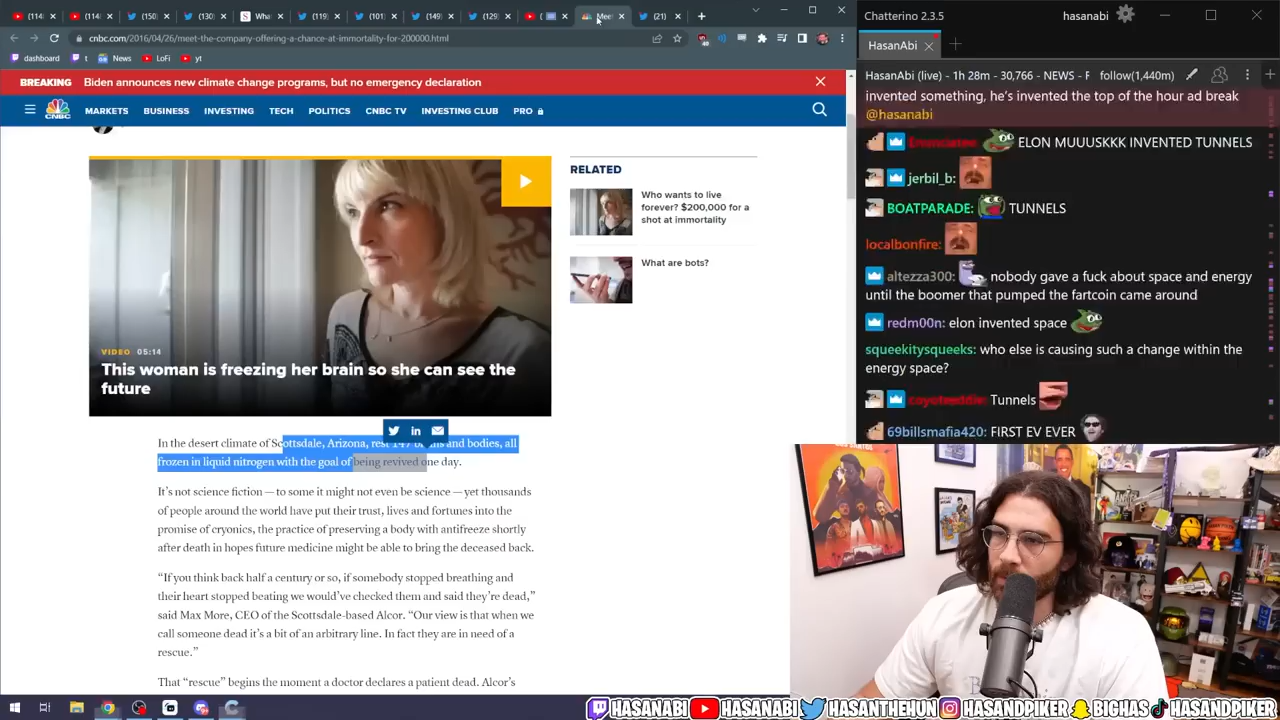 (114
(114
(150)
(130)
Wha
(119)
(101)
(149)
(129)
(
Mee
(21)
cnbc.com/2016/04/26/meet-the-company-offering-a-chance-at-immortality-for-200000.html
dashboard
t
News
LoFi
yt
BREAKING Biden announces new climate change programs, but no emergency declaration
MARKETS BUSINESS INVESTING TECH POLITICS CNBC TV INVESTING CLUB PRO
CNBC
VIDEO 05:14
This woman is freezing her brain so she can see the
future
RELATED
Who wants to live
forever? $200,000 for a
shot at immortality
What are bots?
In the desert climate of Scottsdale, Arizona, rest 147 and bodies, all
frozen in liquid nitrogen with the goal of being revived one day.
It's not science fiction — to some it might not even be science — yet thousands
of people around the world have put their trust, lives and fortunes into the
promise of cryonics, the practice of preserving a body with antifreeze shortly
after death in hopes future medicine might be able to bring the deceased back.
“If you think back half a century or so, if somebody stopped breathing and
their heart stopped beating we would've checked them and said they're dead,”
said Max More, CEO of the Scottsdale-based Alcor. “Our view is that when we
call someone dead it's a bit of an arbitrary line. In fact they are in need of a
rescue.”
That “rescue” begins the moment a doctor declares a patient dead. Alcor's
Chatterino 2.3.5
hasanabi
HasanAbi
HasanAbi (live) - 1h 28m - 30,766 - NEWS - F follow(1,440m)
invented something, he's invented the top of the hour ad break
@hasanabi
ELON MUUUSKKK INVENTED TUNNELS
jerbil_b:
BOATPARADE: TUNNELS
localbonfire:
altezza300: nobody gave a fuck about space and energy
until the boomer that pumped the fartcoin came around
redm00n: elon invented space
squeekitysqueeks: who else is causing such a change within the
energy space?
Tunnels
69billsmafia420: FIRST EV EVER
HASANABI HASANABI HASANTHEHUN HASANDPIKER BIGHAS HASANDPIKER